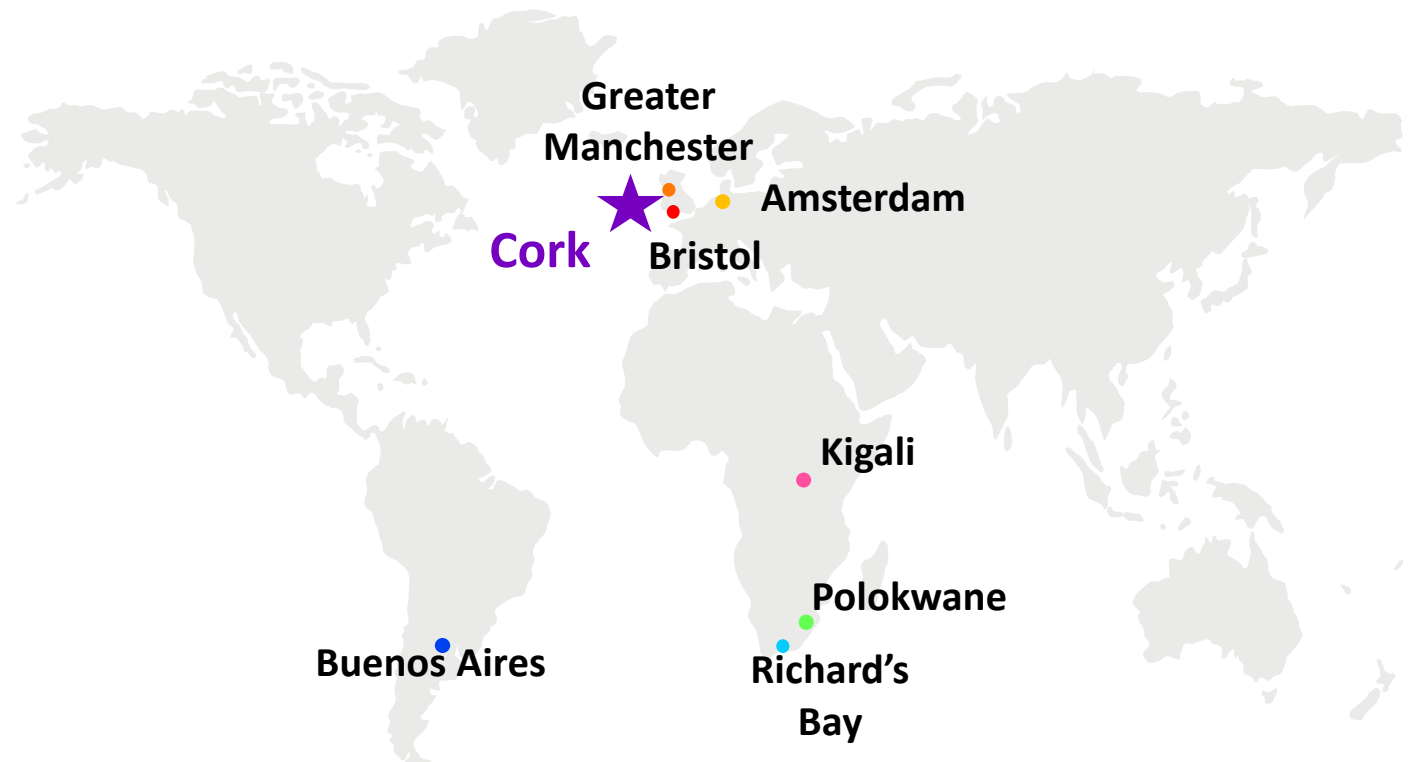 Greater
Manchester
Amsterdam
Cork
Bristol
Kigali
Polokwane
Buenos Aires
Richard’s
Bay